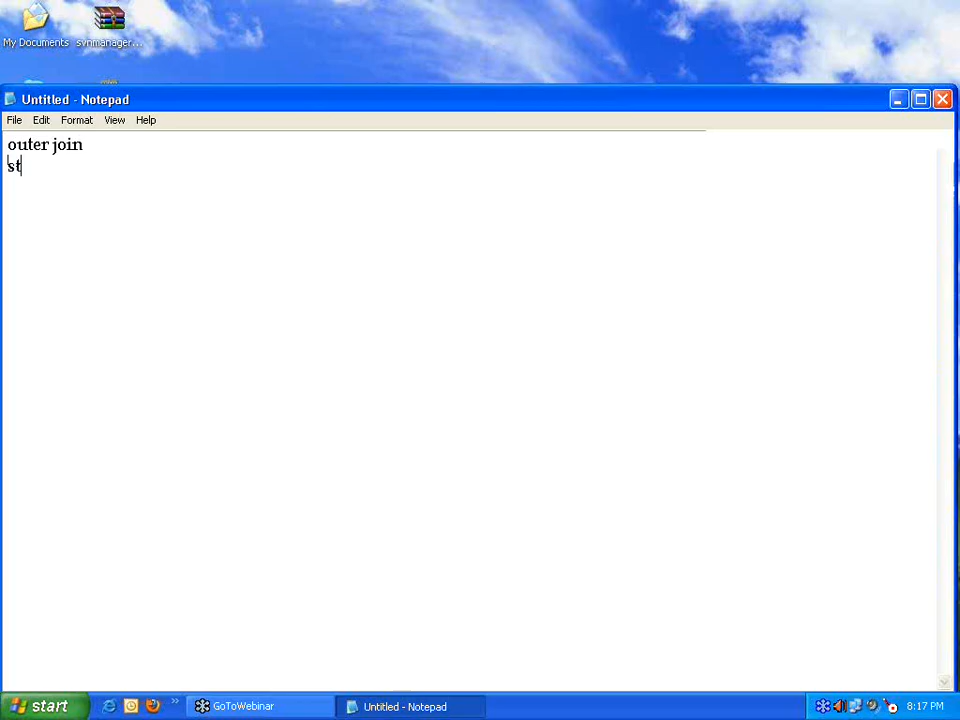 My Documents
svnmanager...
Untitled - Notepad
File Edit Format View Help
outer join
st
start
GoToWebinar
Untitled - Notepad
8:17 PM